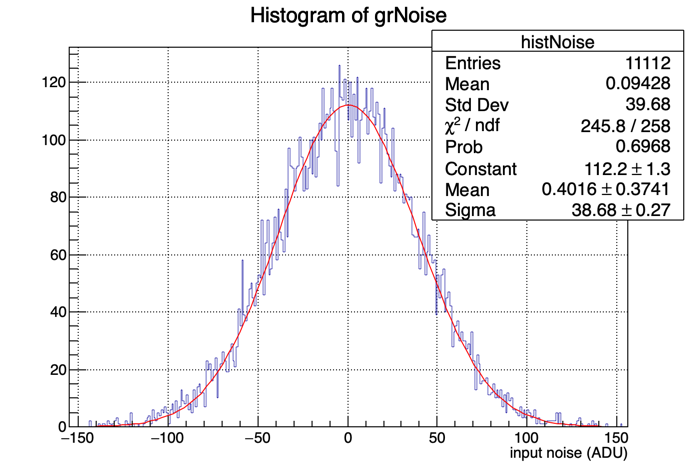 Histogram of grNoise
histNoise
Entries 11112
Mean 0.09428
Std Dev 39.68
χ² / ndf 245.8 / 258
Prob 0.6968
Constant 112.2 ± 1.3
Mean 0.4016 ± 0.3741
Sigma 38.68 ± 0.27
120
100
80
60
40
20
0
−150 −100 −50 0 50 100 150
input noise (ADU)